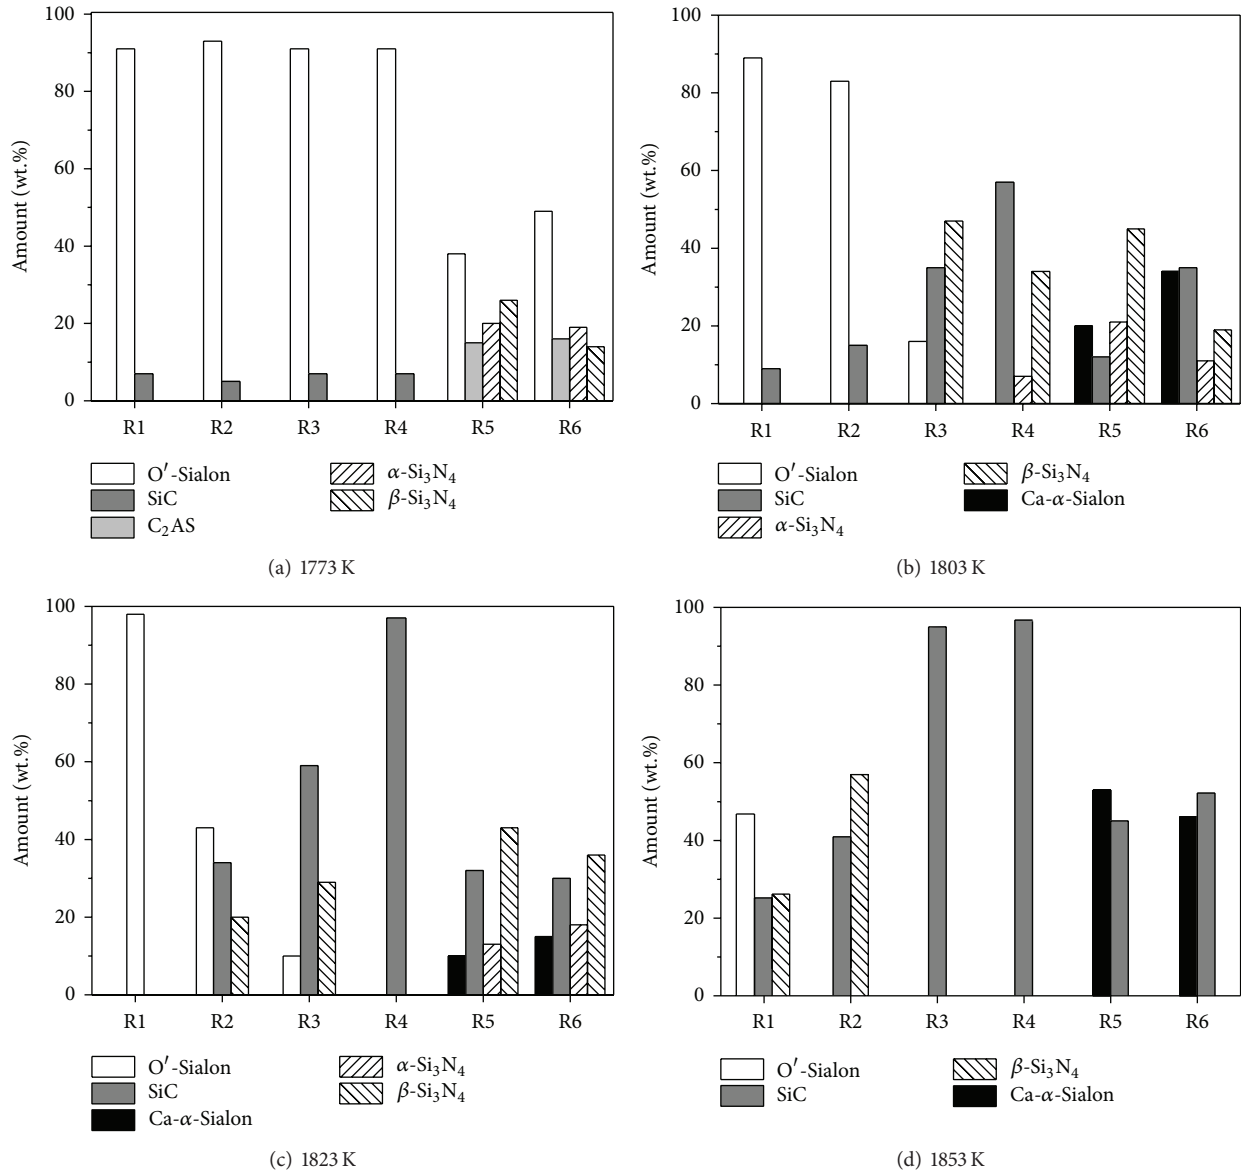 Amount (wt.%)
100
80
60
40
20
0
R1 R2 R3 R4 R5 R6
O′-Sialon
SiC
C₂AS
α-Si₃N₄
β-Si₃N₄
(a) 1773 K
Amount (wt.%)
100
80
60
40
20
0
R1 R2 R3 R4 R5 R6
O′-Sialon
SiC
α-Si₃N₄
β-Si₃N₄
Ca-α-Sialon
(b) 1803 K
Amount (wt.%)
100
80
60
40
20
0
R1 R2 R3 R4 R5 R6
O′-Sialon
SiC
Ca-α-Sialon
α-Si₃N₄
β-Si₃N₄
(c) 1823 K
Amount (wt.%)
100
80
60
40
20
0
R1 R2 R3 R4 R5 R6
O′-Sialon
SiC
β-Si₃N₄
Ca-α-Sialon
(d) 1853 K